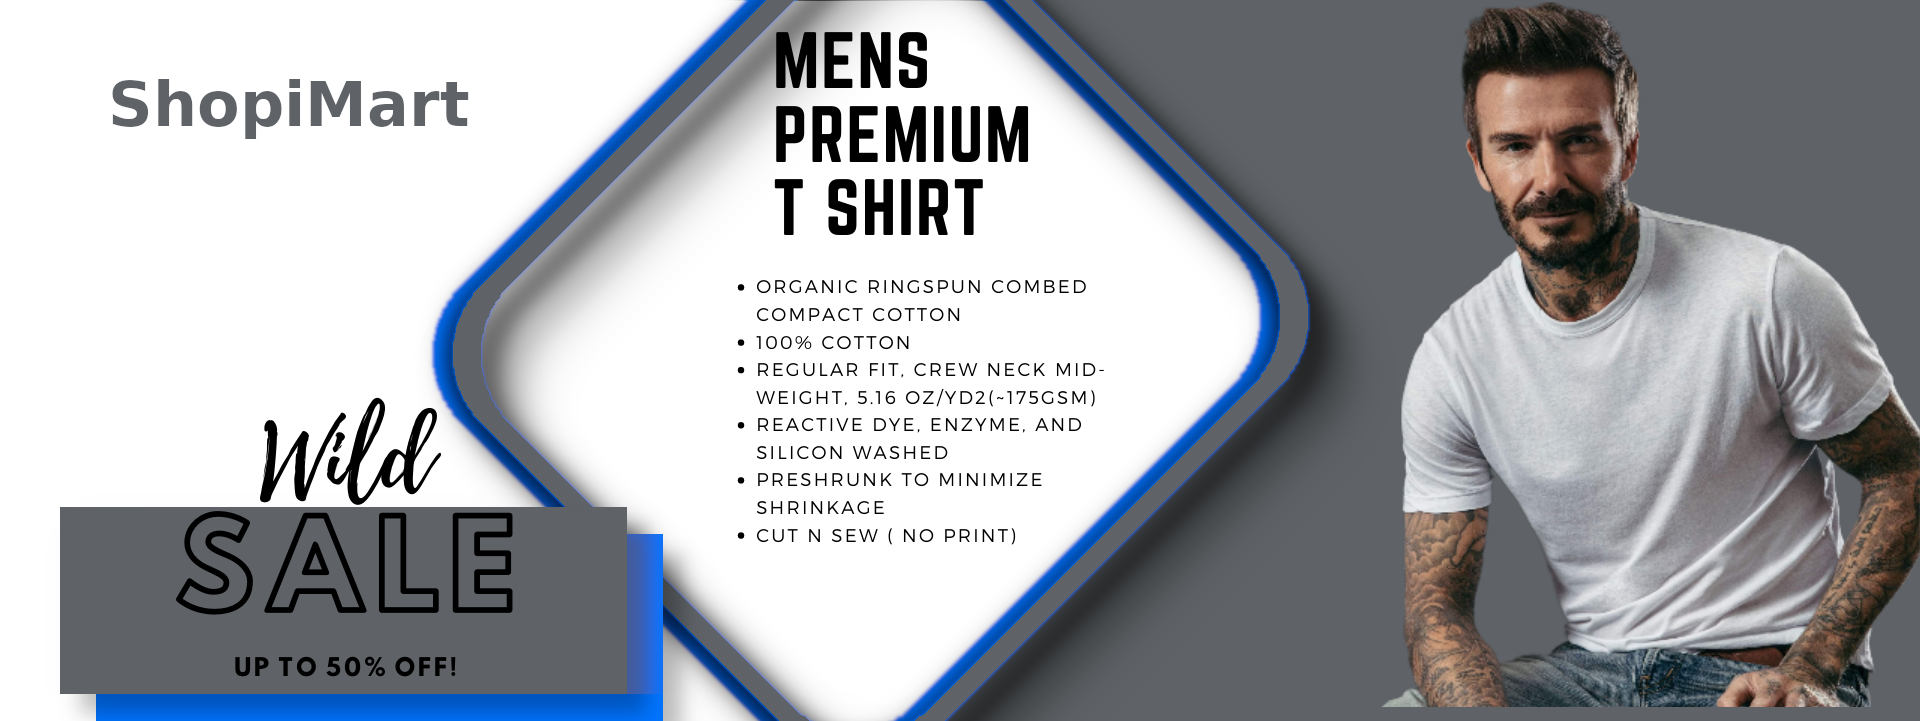 ShopiMart
MENS
PREMIUM
T SHIRT
• ORGANIC RINGSPUN COMBED
COMPACT COTTON
• 100% COTTON
• REGULAR FIT, CREW NECK MID-
WEIGHT, 5.16 OZ/YD2(~175GSM)
• REACTIVE DYE, ENZYME, AND
SILICON WASHED
• PRESHRUNK TO MINIMIZE
SHRINKAGE
• CUT N SEW ( NO PRINT)
Wild
SALE
UP TO 50% OFF!